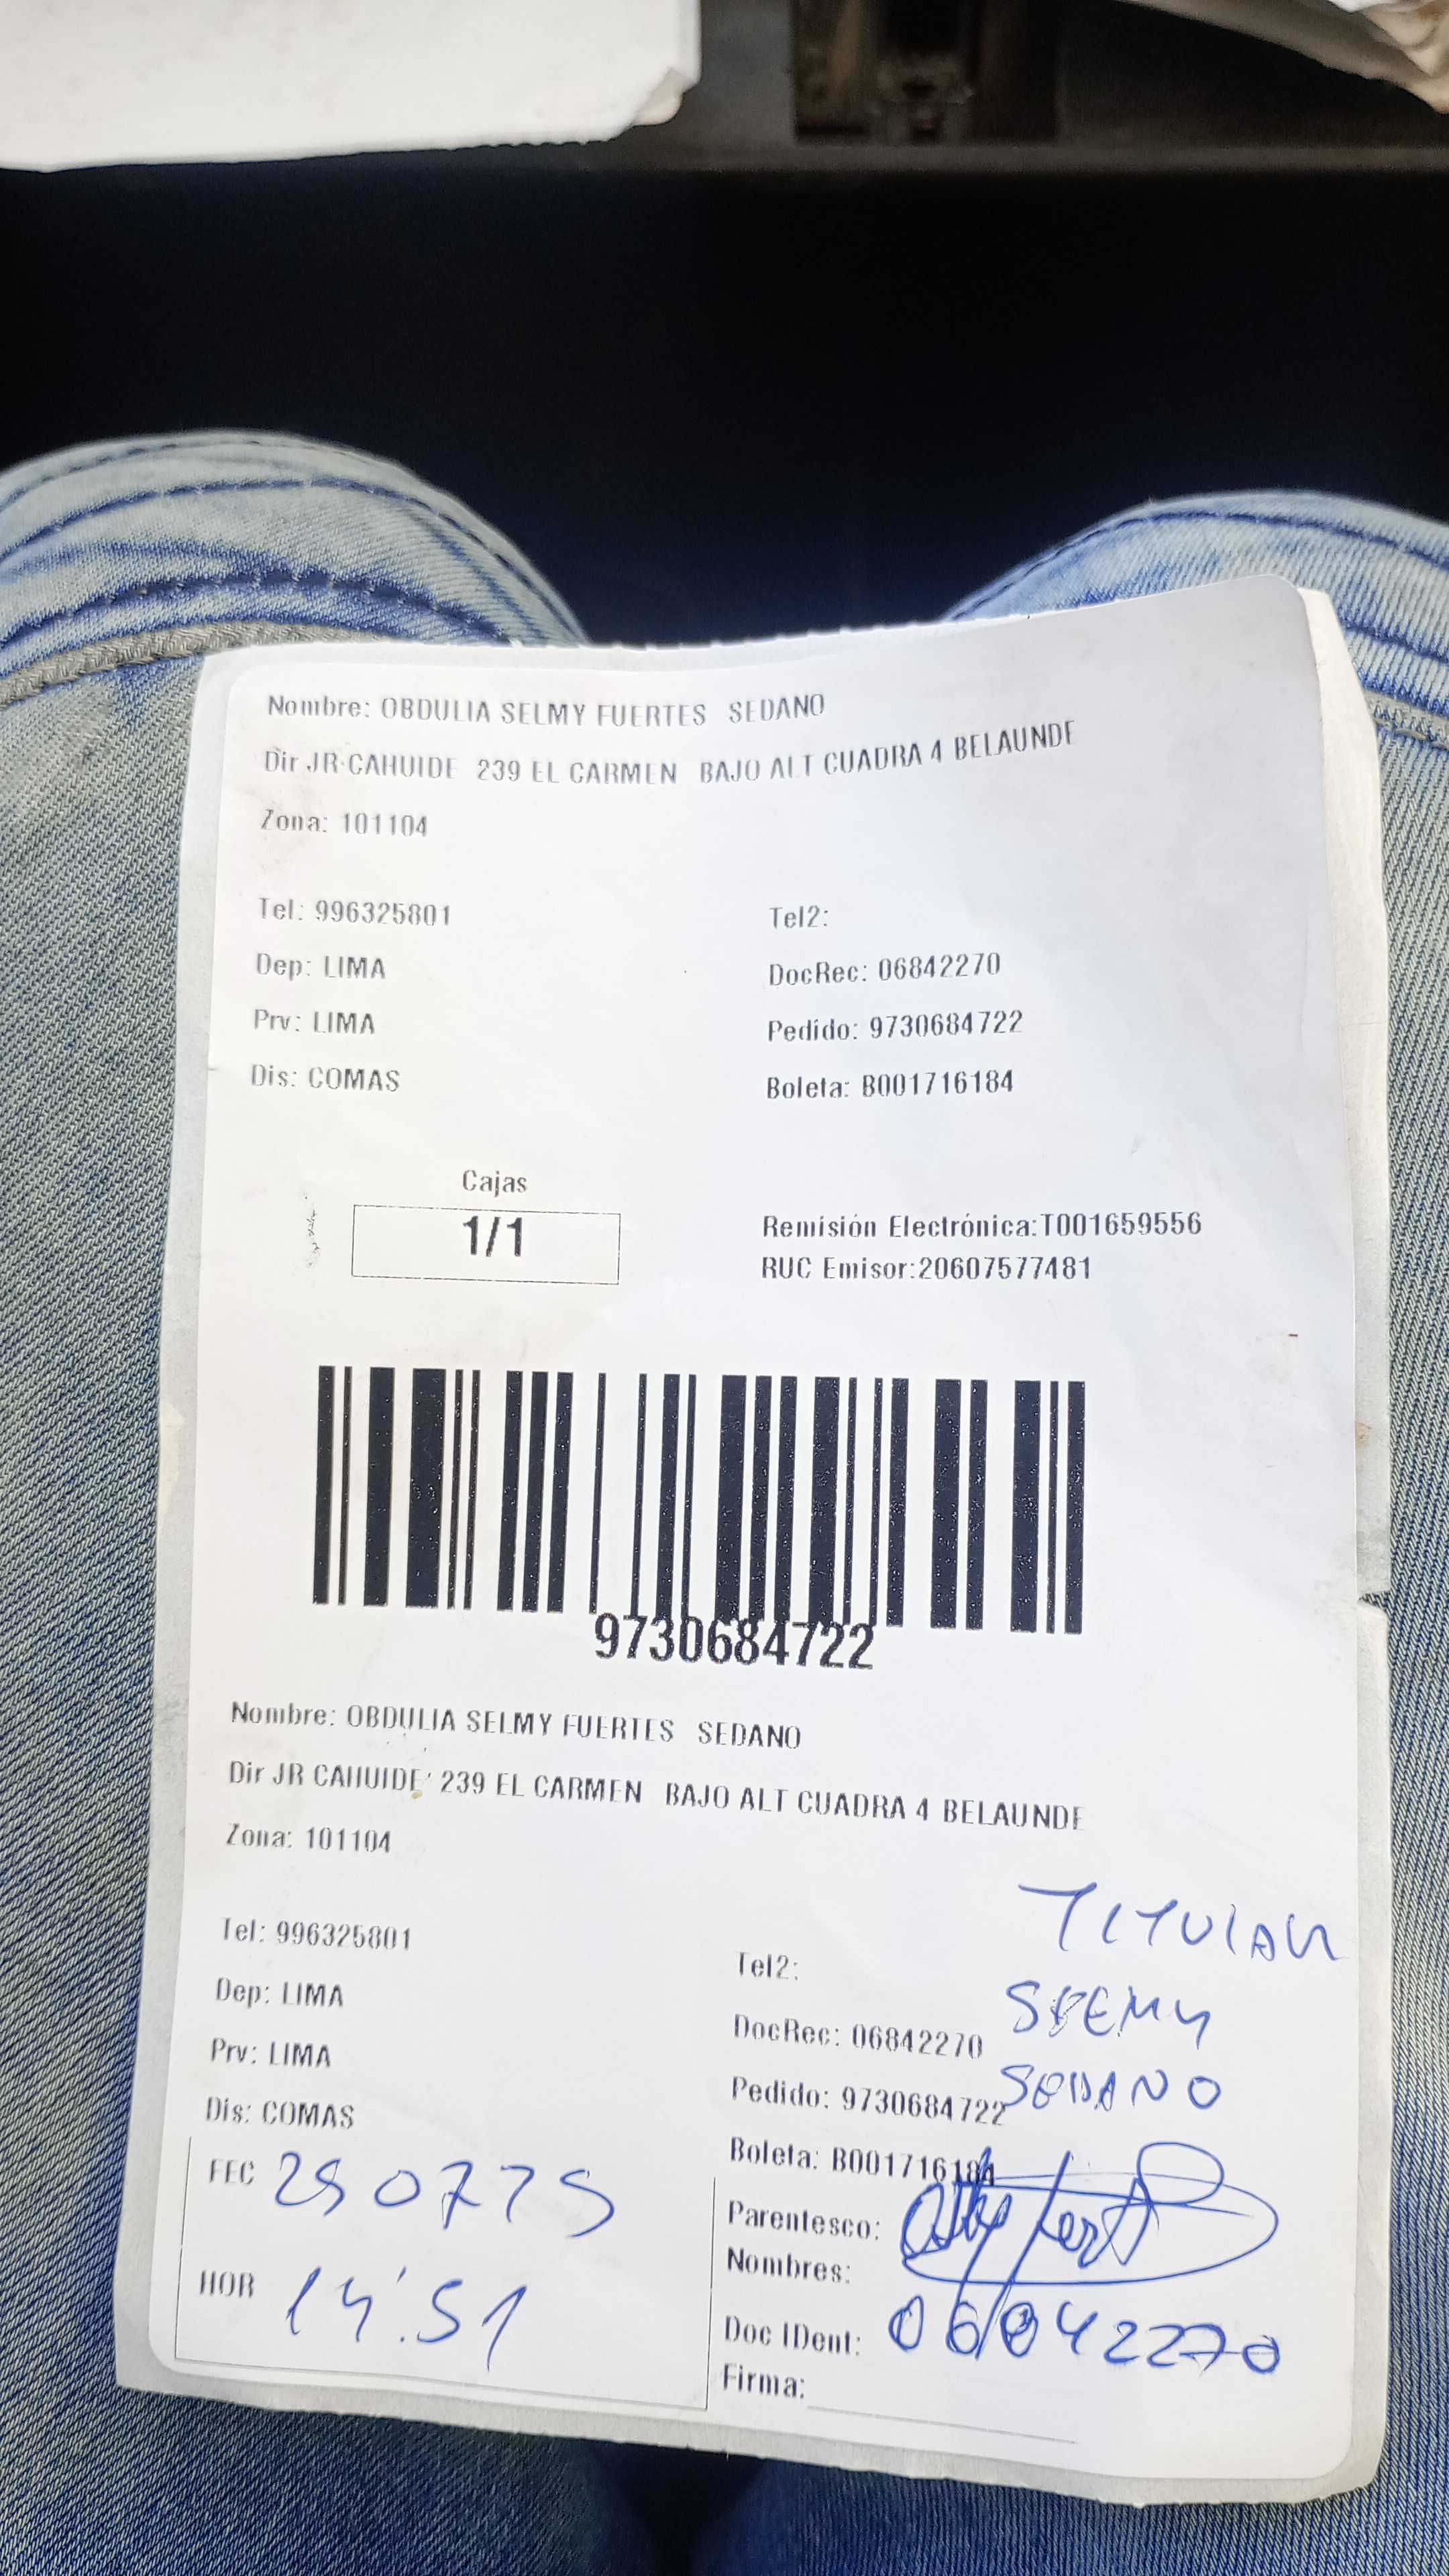 Nombre: OBDULIA SELMY FUERTES SEDANO
Dir JR CAHUIDE 239 EL CARMEN BAJO ALT CUADRA 4 BELAUNDE
Zona: 101104
Tel: 996325801
Tel2:
Dep: LIMA
DocRec: 06842270
Prv: LIMA
Pedido: 9730684722
Dis: COMAS
Boleta: B001716184
Cajas
1/1
Remisión Electrónica:T001659556
RUC Emisor:20607577481
9730684722
Nombre: OBDULIA SELMY FUERTES SEDANO
Dir JR CAHUIDE 239 EL CARMEN BAJO ALT CUADRA 4 BELAUNDE
Zona: 101104
TITULAR
Tel: 996325801
Tel2:
SELMY
Dep: LIMA
DocRec: 06842270
SEDANO
Prv: LIMA
Pedido: 9730684722
Dis: COMAS
Boleta: B001716184
FEC 250725
Parentesco:
Nombres:
HOR 14:51
Doc IDent: 06842270
Firma: